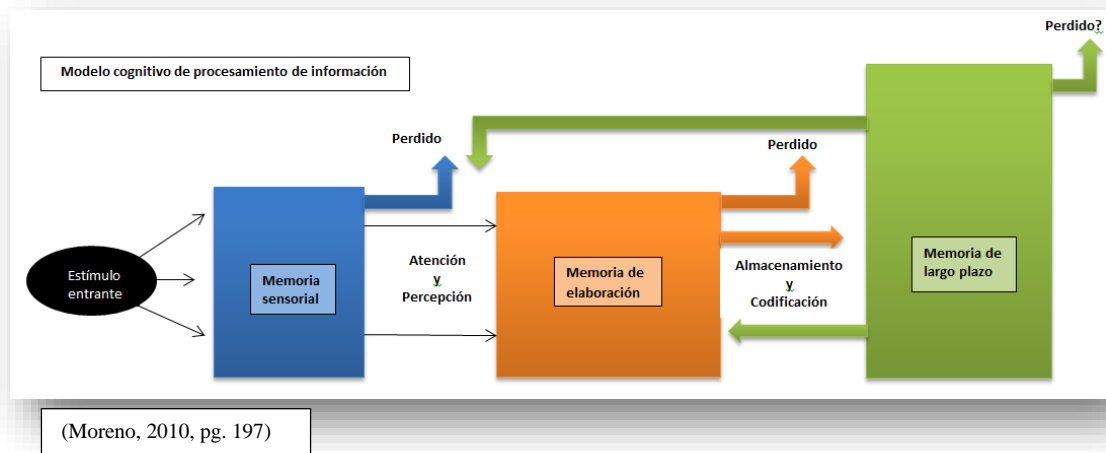 Perdido?
Modelo cognitivo de procesamiento de información
Perdido
Perdido
Estímulo
entrante
Memoria
sensorial
Atención
y
Percepción
Memoria de
elaboración
Almacenamiento
y
Codificación
Memoria de
largo plazo
(Moreno, 2010, pg. 197)